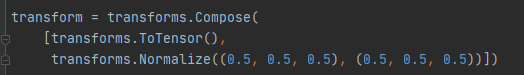 transform = transforms.Compose(
[transforms.ToTensor(),
transforms.Normalize((0.5, 0.5, 0.5), (0.5, 0.5, 0.5))])